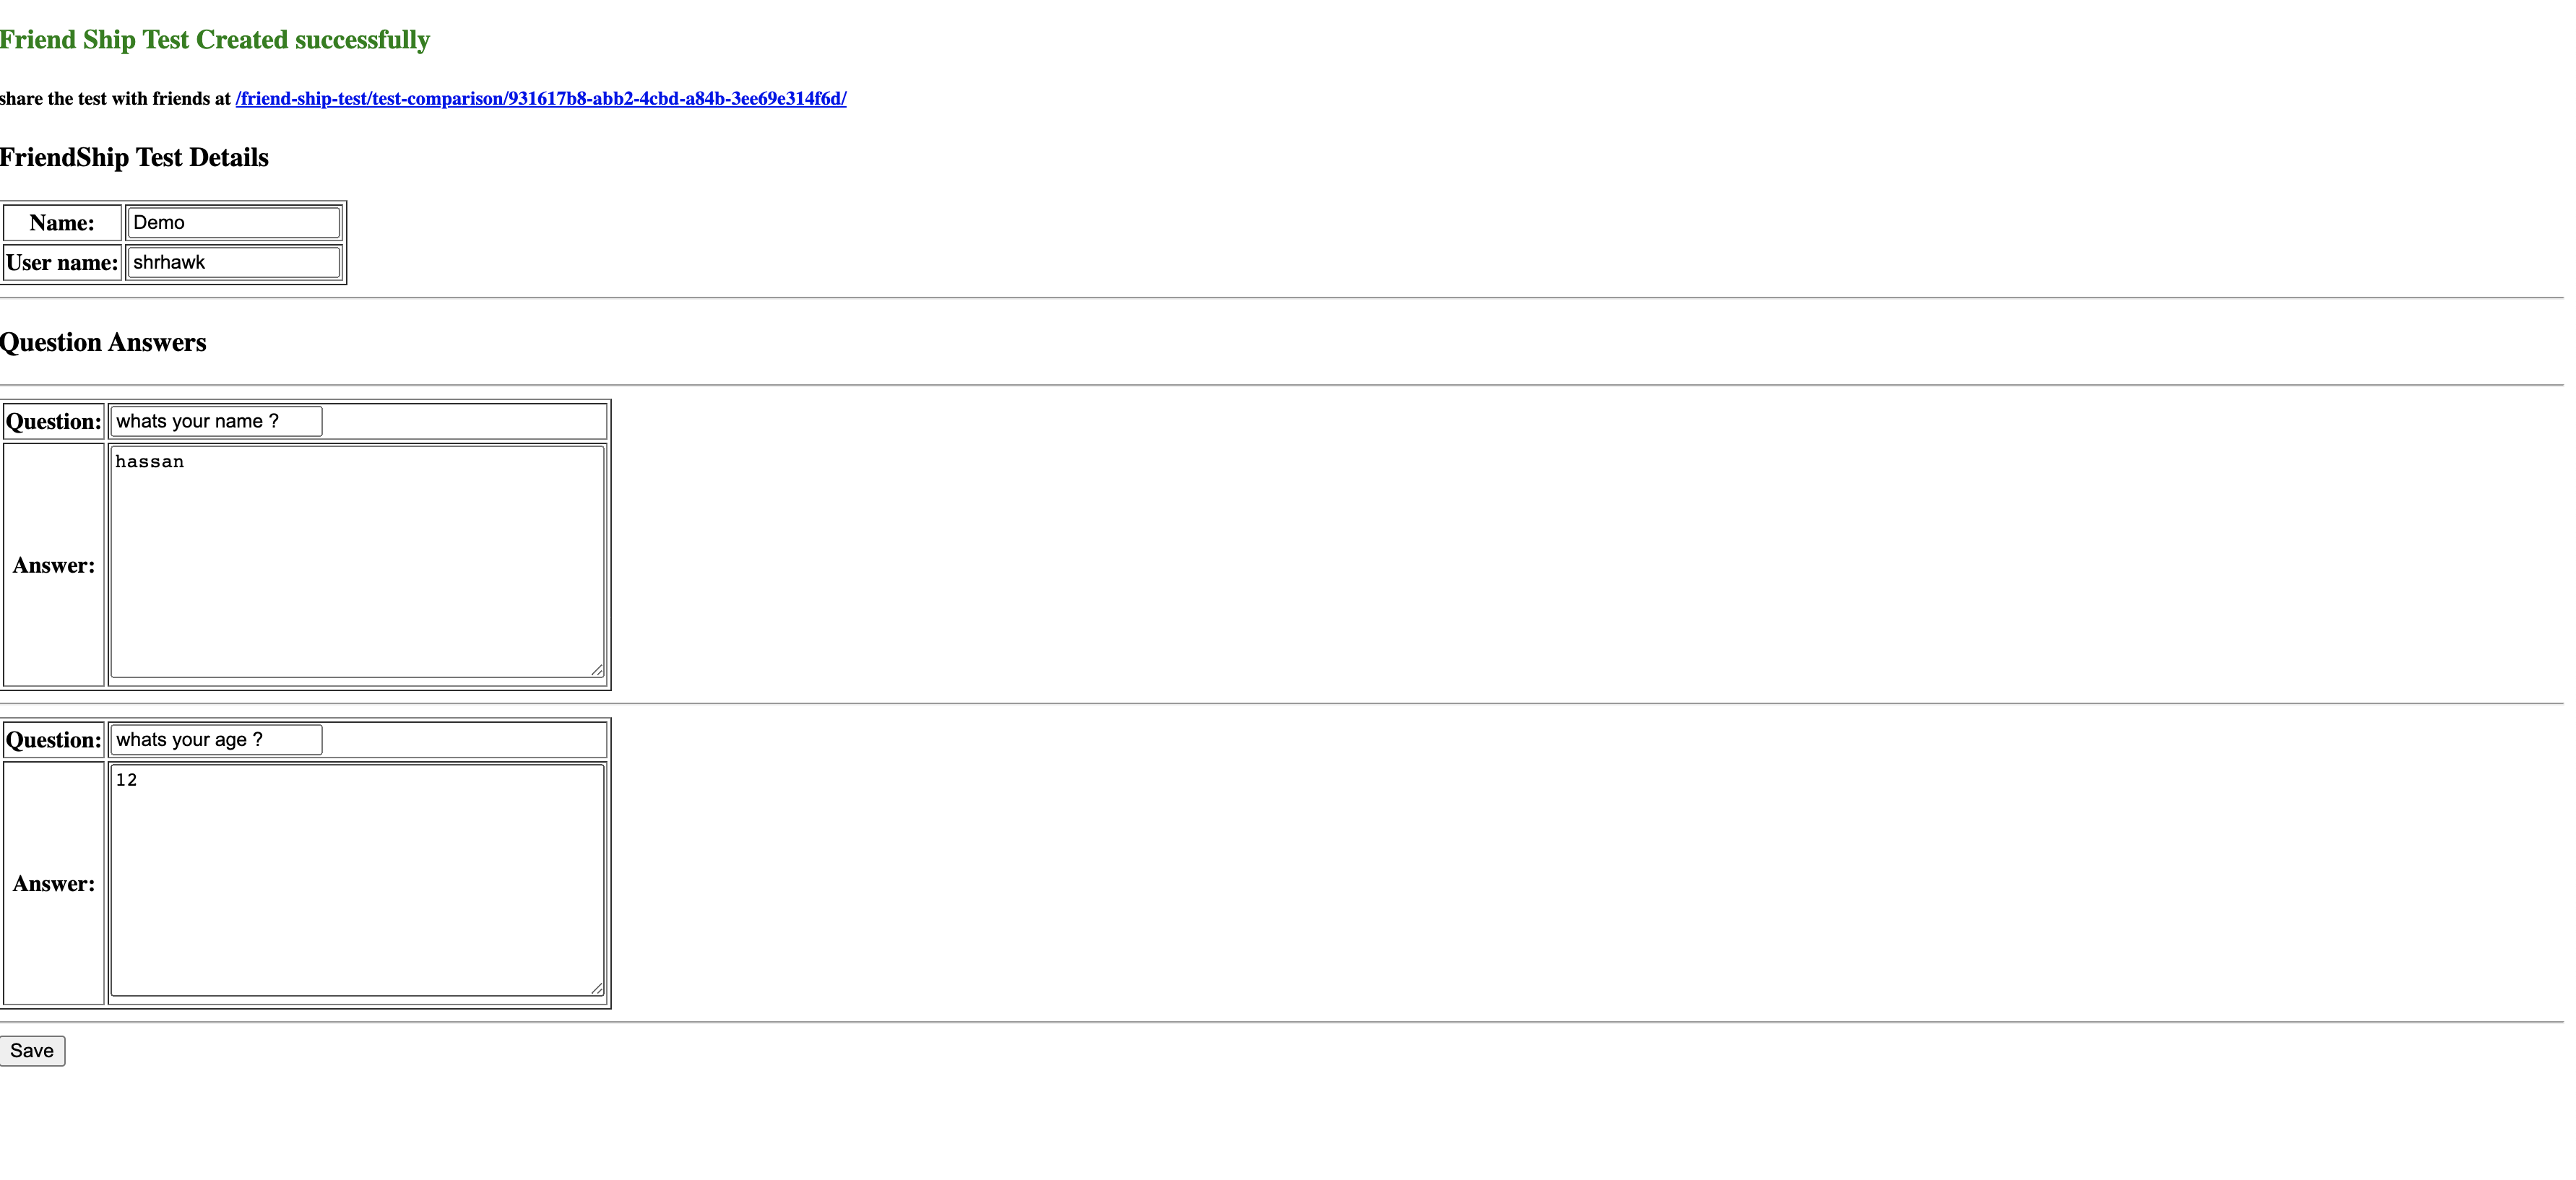 Friend Ship Test Created successfully
share the test with friends at /friend-ship-test/test-comparison/931617b8-abb2-4cbd-a84b-3ee69e314f6d/
FriendShip Test Details
Name: Demo
User name: shrhawk
Question Answers
Question: whats your name ?
Answer: hassan
Question: whats your age ?
Answer: 12
Save